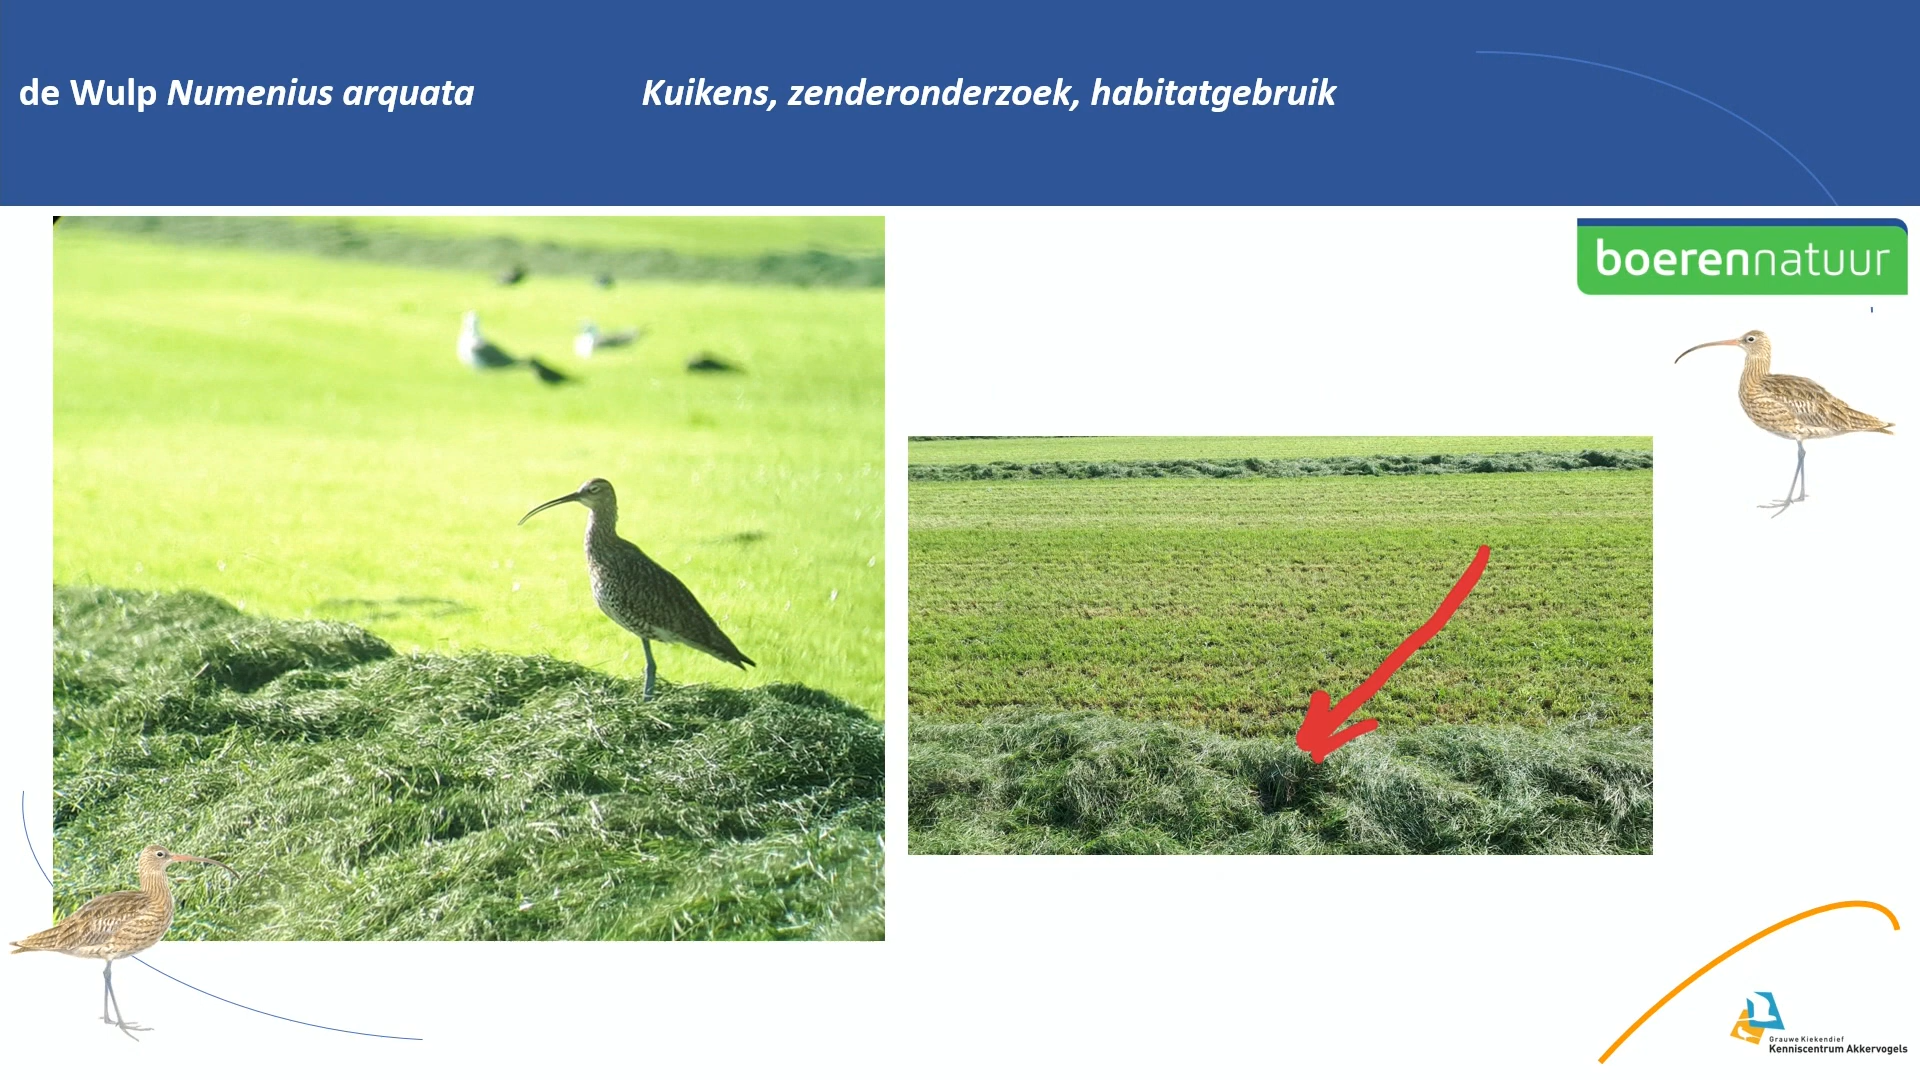 de Wulp Numenius arquata
Kuikens, zenderonderzoek, habitatgebruik
boerennatuur
Grauwe Kiekendief
Kenniscentrum Akkervogels